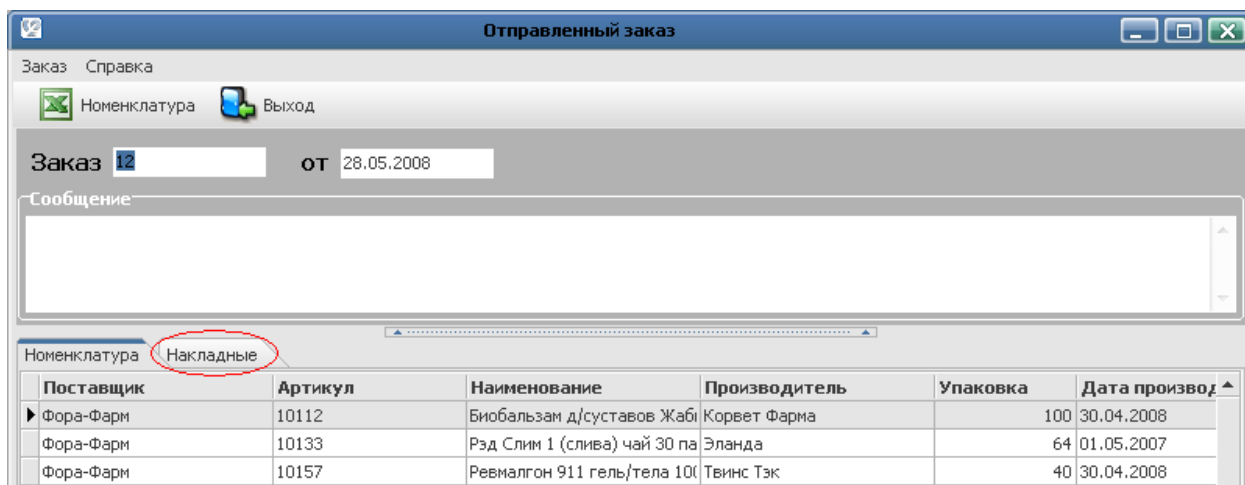 Отправленный заказ
Заказ Справка
Номенклатура Выход
Заказ 12 от 28.05.2008
Сообщение
Номенклатура Накладные
Поставщик Артикул Наименование Производитель Упаковка Дата производ
Фора-Фарм 10112 Биобальзам д/суставов Жаб Корвет Фарма 100 30.04.2008
Фора-Фарм 10133 Рэд Слим 1 (слива) чай 30 па Эланда 64 01.05.2007
Фора-Фарм 10157 Ревмалгон 911 гель/тела 10 Твинс Тэк 40 30.04.2008